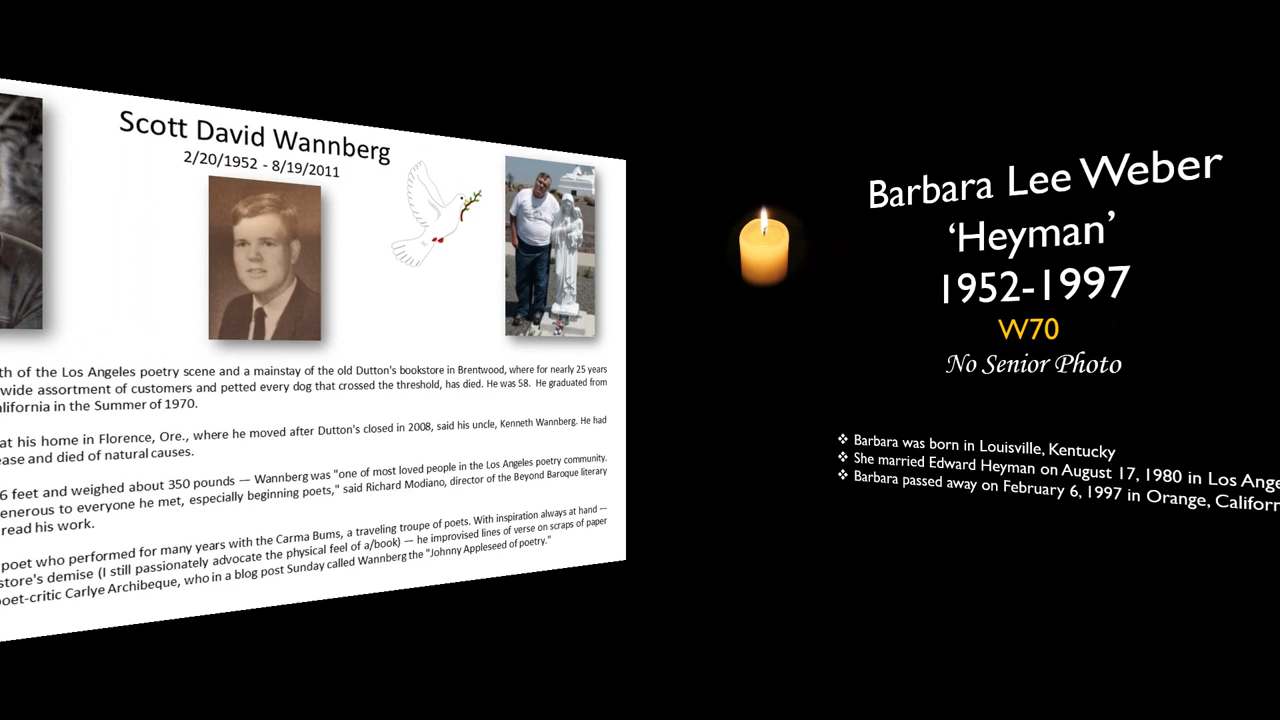 Scott David Wannberg
2/20/1952 - 8/19/2011
th of the Los Angeles poetry scene and a mainstay of the old Dutton's bookstore in Brentwood, where for nearly 25 years
wide assortment of customers and petted every dog that crossed the threshold, has died. He was 58. He graduated from
lifornia in the Summer of 1970.
at his home in Florence, Ore., where he moved after Dutton's closed in 2008, said his uncle, Kenneth Wannberg. He had
ease and died of natural causes.
6 feet and weighed about 350 pounds — Wannberg was "one of most loved people in the Los Angeles poetry community.
enerous to everyone he met, especially beginning poets," said Richard Modiano, director of the Beyond Baroque literary
read his work.
poet who performed for many years with the Carma Bums, a traveling troupe of poets. With inspiration always at hand —
store's demise (I still passionately advocate the physical feel of a/book) — he improvised lines of verse on scraps of paper
poet-critic Carlye Archibeque, who in a blog post Sunday called Wannberg the "Johnny Appleseed of poetry."
Barbara Lee Weber
‘Heyman’
1952-1997
W70
No Senior Photo
❖ Barbara was born in Louisville, Kentucky
❖ She married Edward Heyman on August 17, 1980 in Los Ange
❖ Barbara passed away on February 6, 1997 in Orange, Californ